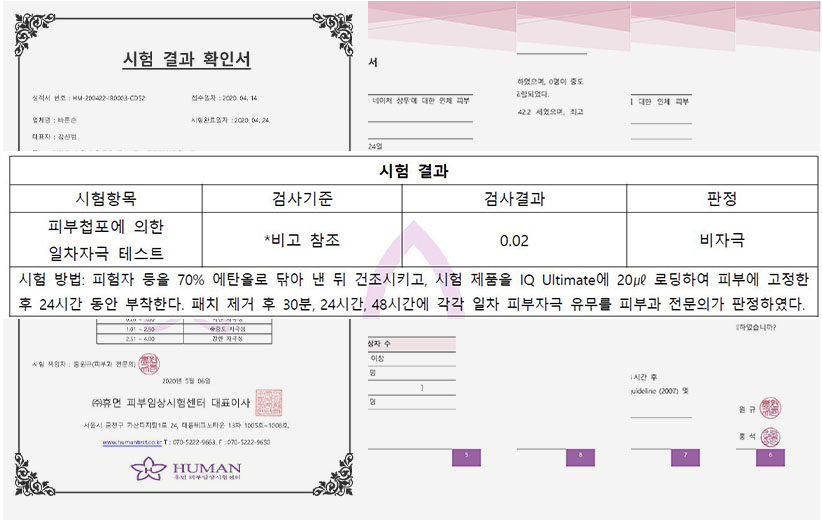 시험 결과 확인서
성적서 번호 : HM-200422-IR0003-CD52 접수일자 : 2020. 04. 14.
업체명 : 바른손 시험완료일자 : 2020. 04. 24.
대표자 : 강신범
서
네이처 샴푸에 대한 인체 피부
24일
하였으며, 0명이 중도
42.2 세였으며, 최고
대한 인체 피부
시험 결과
시험항목 검사기준 검사결과 판정
피부첩포에 의한 일차자극 테스트 *비고 참조 0.02 비자극
시험 방법: 피험자 등을 70% 에탄올로 닦아 낸 뒤 건조시키고, 시험 제품을 IQ Ultimate에 20㎕ 로딩하여 피부에 고정한
후 24시간 동안 부착한다. 패치 제거 후 30분, 24시간, 48시간에 각각 일차 피부자극 유무를 피부과 전문의가 판정하였다.
1.01 ~ 2.50 중증도 자극성
2.51 ~ 4.00 강한 자극성
시험 책임자 : 홍원규(피부과 전문의)
2020년 5월 06일
㈜휴먼 피부임상시험센터 대표이사
서울시 금천구 가산디지털1로 24, 대륭테크노타운 13차 1005호~1006호,
www.humantest.co.kr T : 070-5222-9663, F : 070-5222-9650
HUMAN
휴먼 피부임상시험센터
상자 수
이상
명
)
명
5
6
시간 후
guideline (2007) 및
7
하였습니까?
원 규
홍 석
6